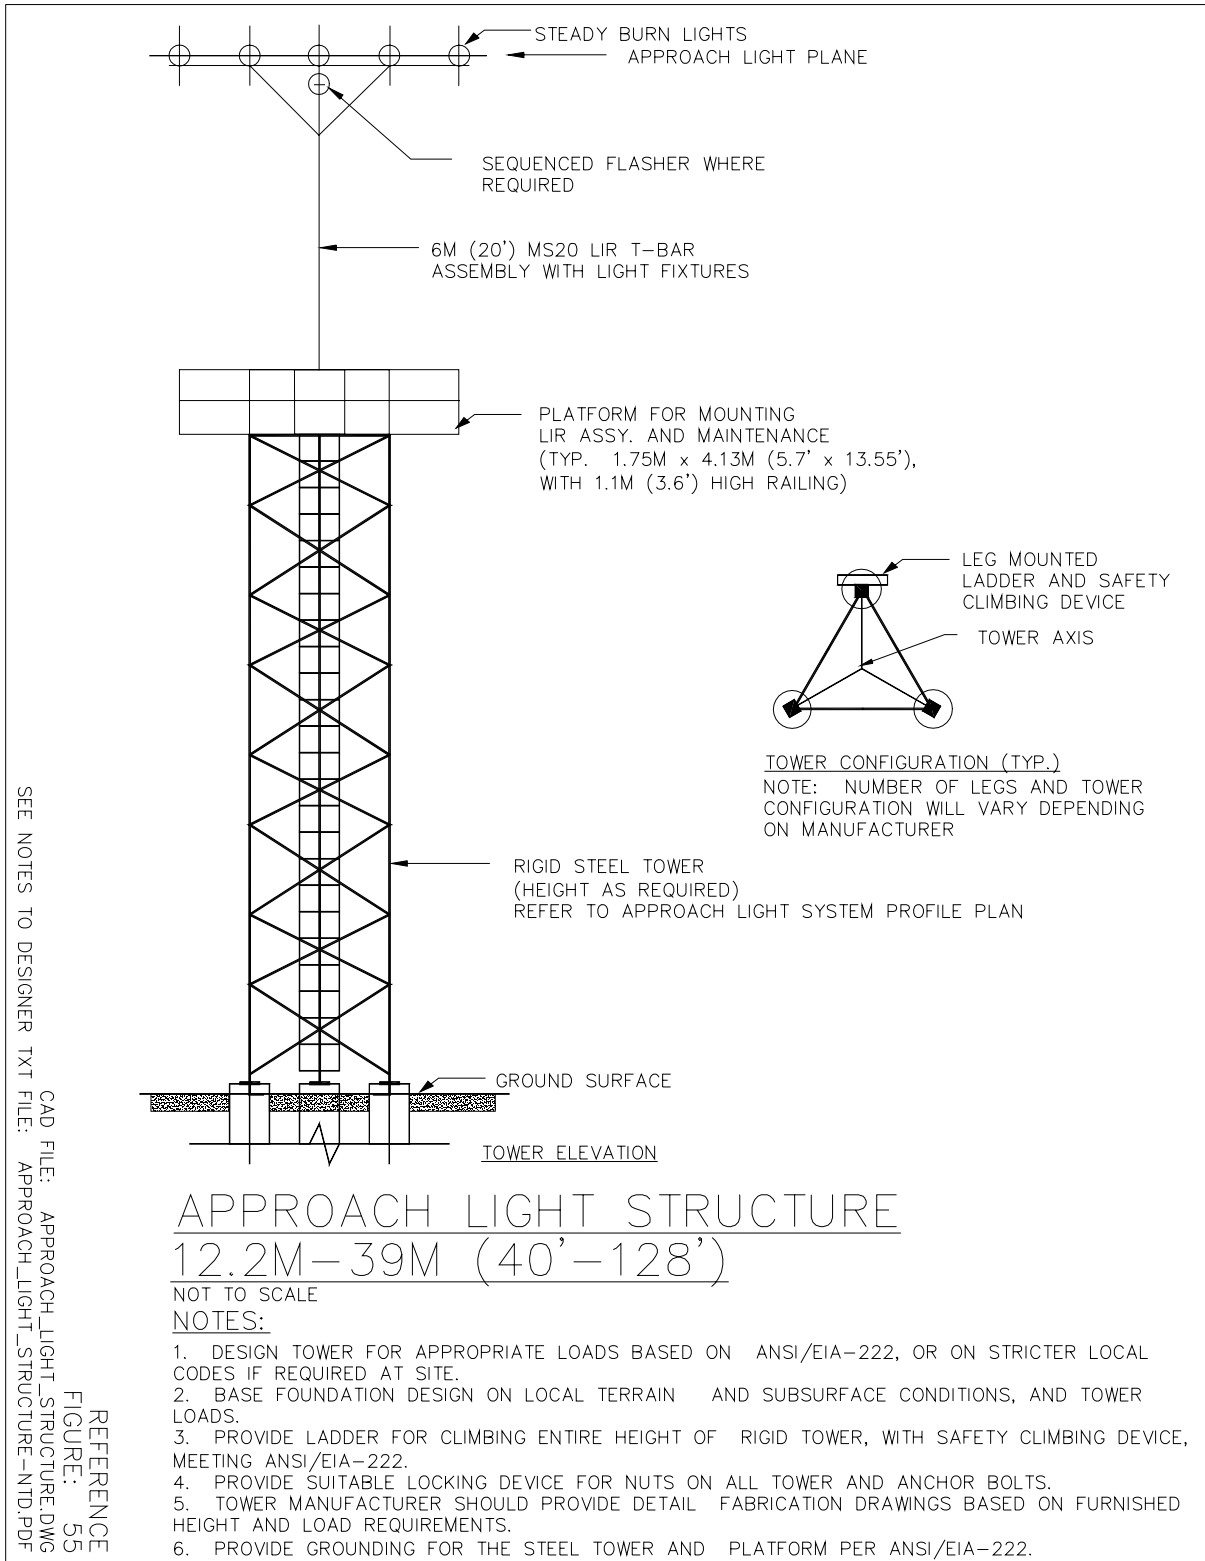 STEADY BURN LIGHTS
APPROACH LIGHT PLANE
SEQUENCED FLASHER WHERE
REQUIRED
6M (20') MS20 LIR T-BAR
ASSEMBLY WITH LIGHT FIXTURES
PLATFORM FOR MOUNTING
LIR ASSY. AND MAINTENANCE
(TYP. 1.75M x 4.13M (5.7' x 13.55'),
WITH 1.1M (3.6') HIGH RAILING)
LEG MOUNTED
LADDER AND SAFETY
CLIMBING DEVICE
TOWER AXIS
TOWER CONFIGURATION (TYP.)
NOTE: NUMBER OF LEGS AND TOWER
CONFIGURATION WILL VARY DEPENDING
ON MANUFACTURER
RIGID STEEL TOWER
(HEIGHT AS REQUIRED)
REFER TO APPROACH LIGHT SYSTEM PROFILE PLAN
GROUND SURFACE
TOWER ELEVATION
APPROACH LIGHT STRUCTURE
12.2M-39M (40'-128')
NOT TO SCALE
NOTES:
1. DESIGN TOWER FOR APPROPRIATE LOADS BASED ON ANSI/EIA-222, OR ON STRICTER LOCAL
CODES IF REQUIRED AT SITE.
2. BASE FOUNDATION DESIGN ON LOCAL TERRAIN AND SUBSURFACE CONDITIONS, AND TOWER
LOADS.
3. PROVIDE LADDER FOR CLIMBING ENTIRE HEIGHT OF RIGID TOWER, WITH SAFETY CLIMBING DEVICE,
MEETING ANSI/EIA-222.
4. PROVIDE SUITABLE LOCKING DEVICE FOR NUTS ON ALL TOWER AND ANCHOR BOLTS.
5. TOWER MANUFACTURER SHOULD PROVIDE DETAIL FABRICATION DRAWINGS BASED ON FURNISHED
HEIGHT AND LOAD REQUIREMENTS.
6. PROVIDE GROUNDING FOR THE STEEL TOWER AND PLATFORM PER ANSI/EIA-222.
REFERENCE
FIGURE: 55
CAD FILE: APPROACH_LIGHT_STRUCTURE.DWG
SEE NOTES TO DESIGNER TXT FILE: APPROACH_LIGHT_STRUCTURE-NTD.PDF